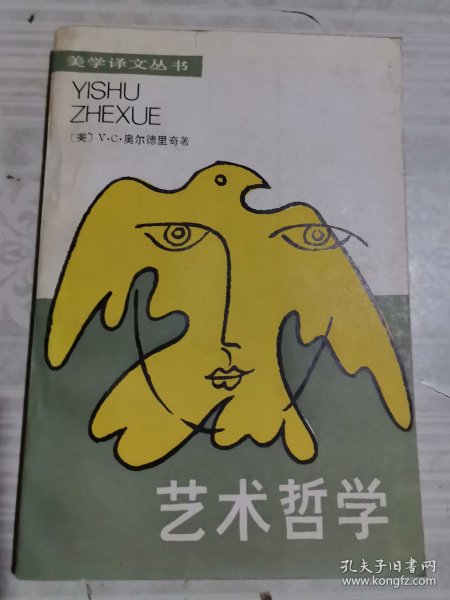 美学译文丛书
YISHU
ZHEXUE
〔美〕V·C·奥尔德里奇著
艺术哲学
孔夫子旧书网
www.kongfz.com